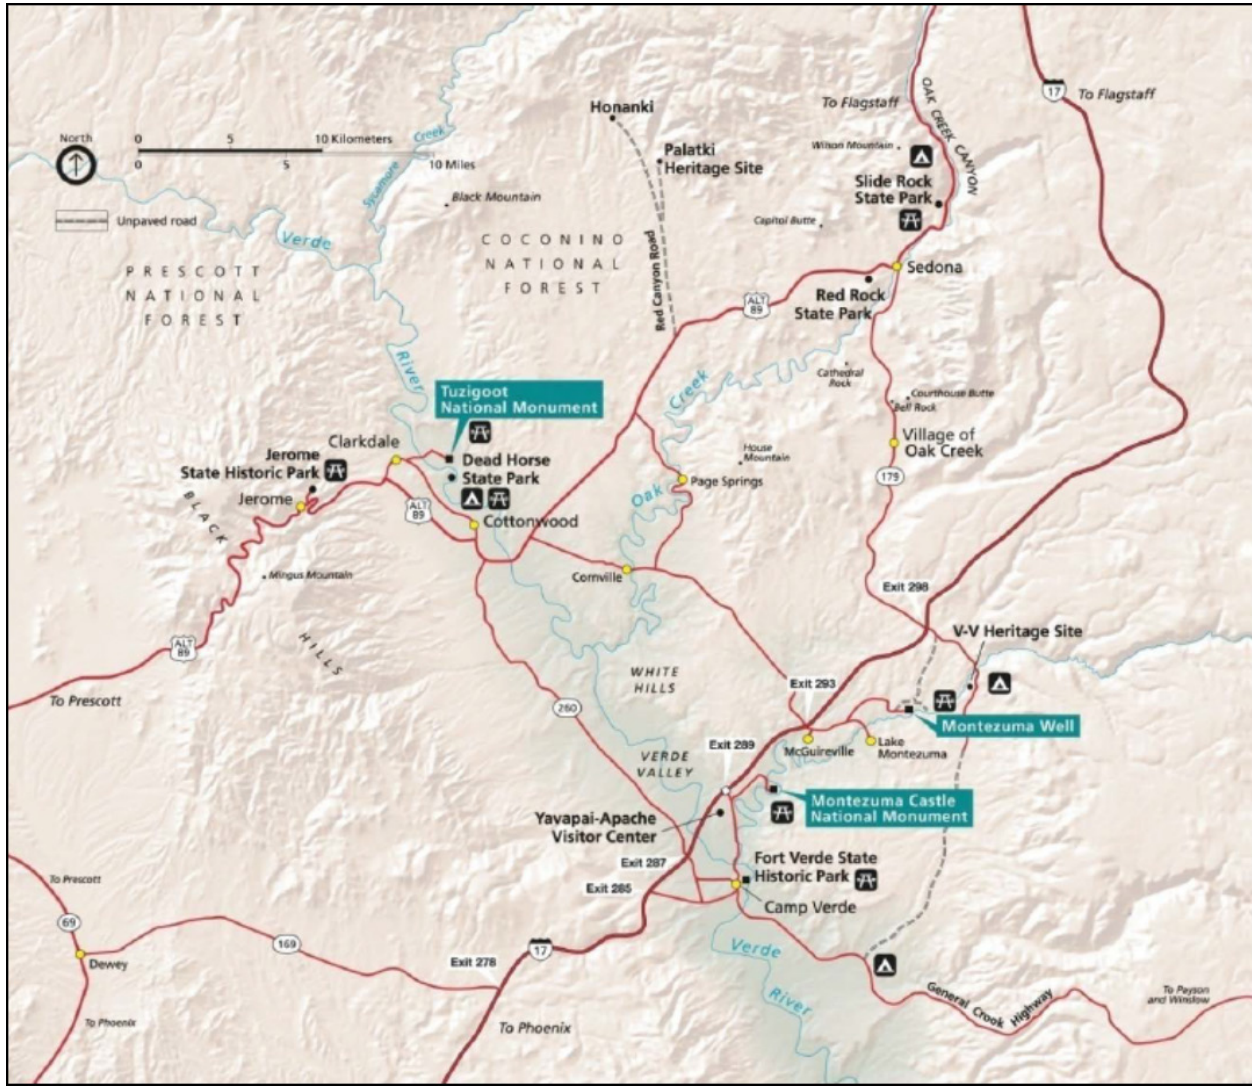 To Flagstaff
OAK CREEK CANYON
17
To Flagstaff
Honanki
North
0
5
10 Kilometers
0
5
10 Miles
Sycamore
Creek
Palatki
Heritage Site
Wilson Mountain
Slide Rock
State Park
Black Mountain
Unpaved road
Verde
Capitol Butte
COCONINO
NATIONAL
FOREST
PRESCOTT
NATIONAL
FOREST
Red Canyon Road
Sedona
Red Rock
State Park
ALT
89
River
Creek
Cathedral
Rock
Courthouse Butte
Bell Rock
Tuzigoot
National Monument
Clarkdale
Village of
Oak Creek
Jerome
State Historic Park
Dead Horse
State Park
House
Mountain
Page Springs
179
Oak
Jerome
BLACK
ALT
89
Cottonwood
Mingus Mountain
Cornville
Exit 298
HILLS
ALT
89
V-V Heritage Site
WHITE
HILLS
Exit 293
To Prescott
260
Montezuma Well
McGuireville
Lake
Montezuma
Exit 289
VERDE
VALLEY
Montezuma Castle
National Monument
Yavapai-Apache
Visitor Center
Exit 287
Fort Verde State
Historic Park
Exit 285
Camp Verde
To Prescott
69
169
Dewey
Exit 278
17
Verde
River
General Crook Highway
To Payson
and Winslow
To Phoenix
To Phoenix